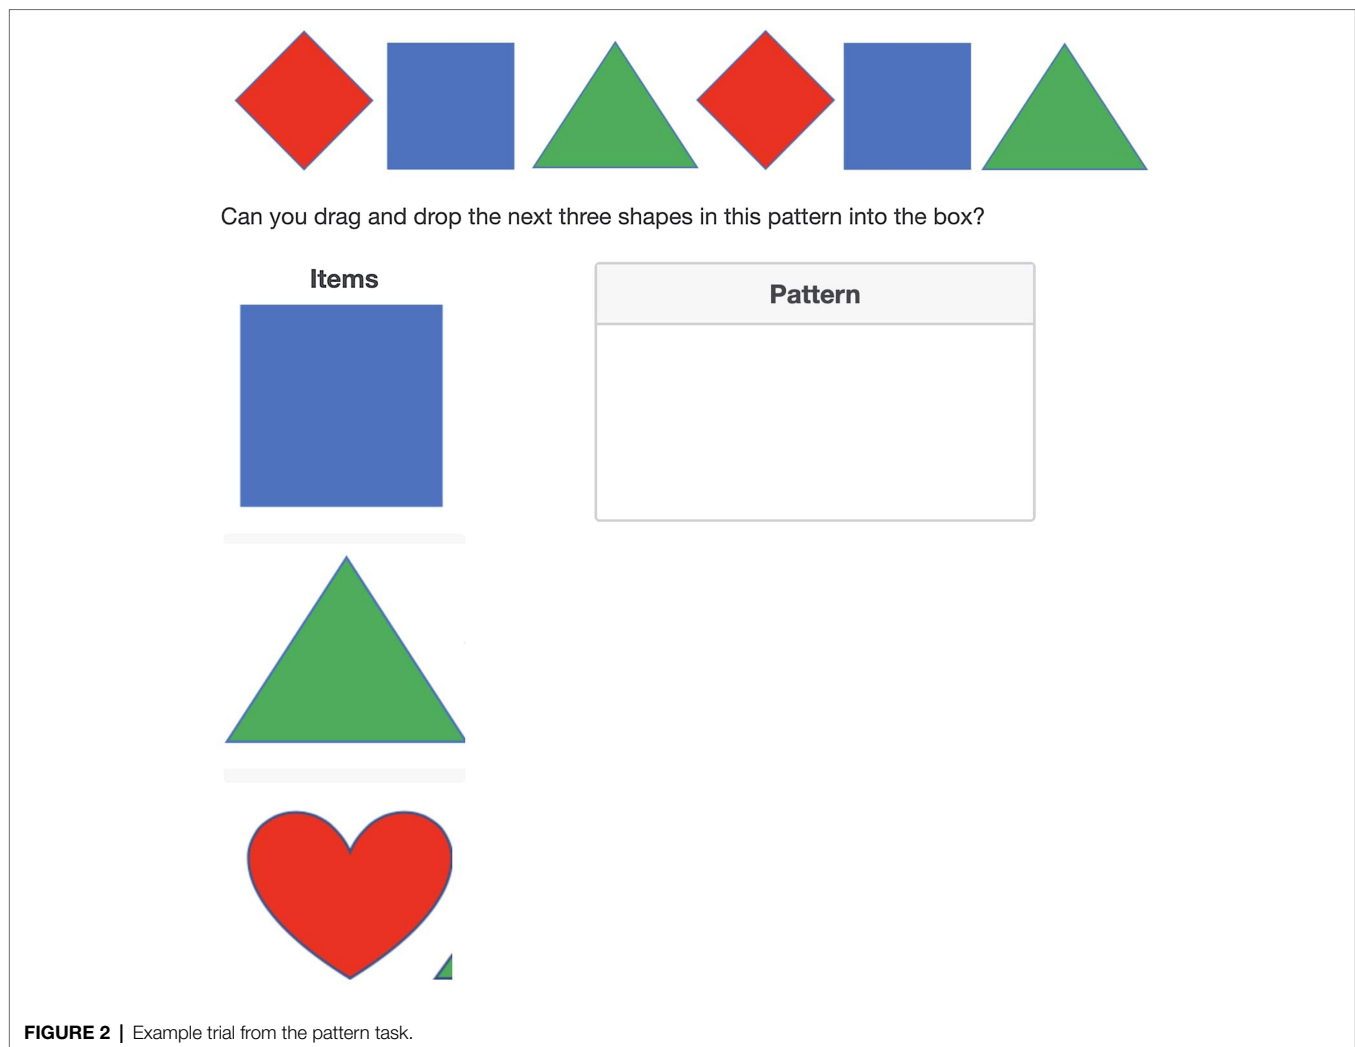 Can you drag and drop the next three shapes in this pattern into the box?
Items
Pattern
FIGURE 2 | Example trial from the pattern task.